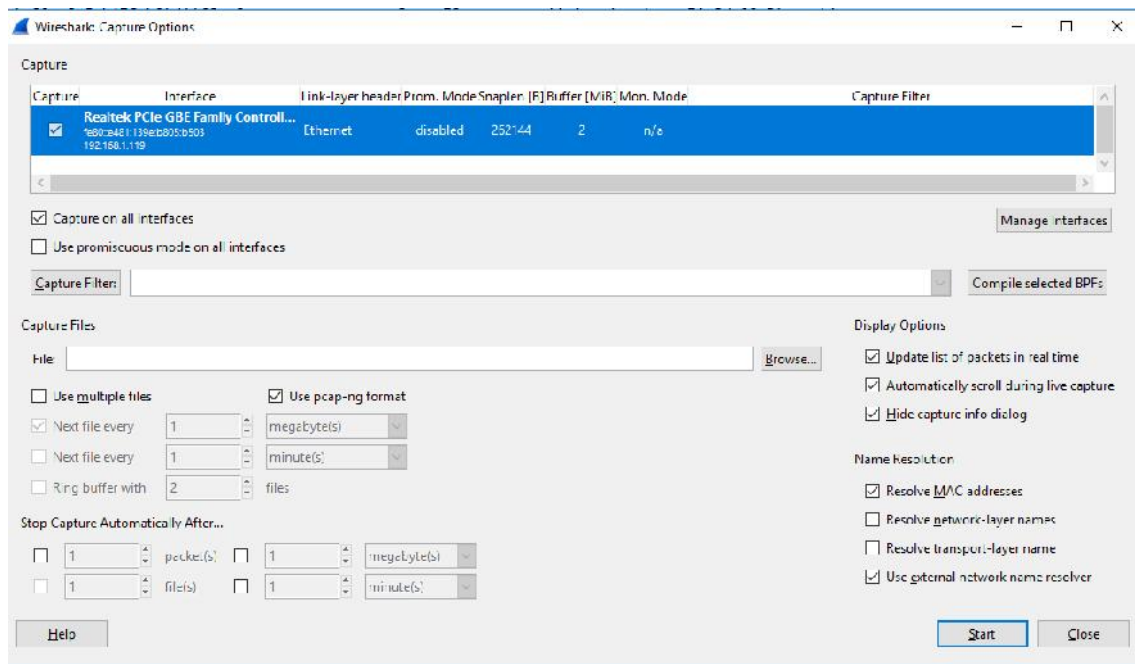 Wireshark: Capture Options
Capture
Capture Interface Link-layer header Prom. Mode Snaplen [B] Buffer [MiB] Mon. Mode Capture Filter
Realtek PCIe GBE Family Controll...
192.168.1.119
Ethernet disabled 262144 2 n/a
Capture on all interfaces
Manage Interfaces
Use promiscuous mode on all interfaces
Capture Filter: Compile selected BPFs
Capture Files
File: Browse...
Use multiple files Use pcap-ng format
Next file every 1 megabyte(s)
Next file every 1 minute(s)
Ring buffer with 2 files
Stop Capture Automatically After...
1 packet(s) 1 megabyte(s)
1 file(s) 1 minute(s)
Display Options
Update list of packets in real time
Automatically scroll during live capture
Hide capture info dialog
Name Resolution
Resolve MAC addresses
Resolve network-layer names
Resolve transport-layer name
Use external network name resolver
Help Start Close